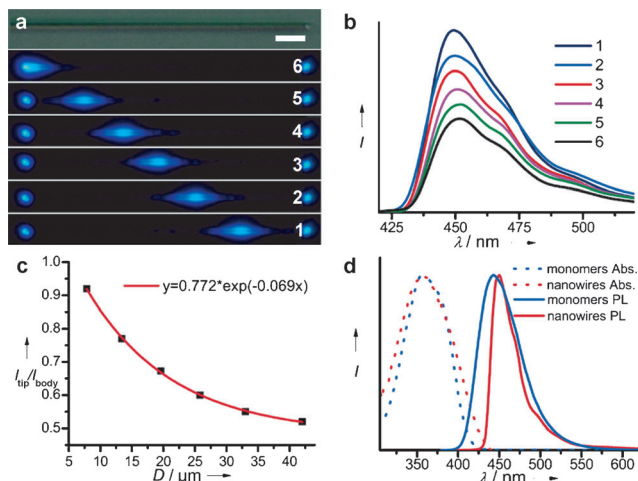 a
6
5
4
3
2
1
b
1
2
3
4
5
6
I
425 450 475 500
λ / nm
c
y=0.772*exp(-0.069x)
1.0
0.9
0.8
0.7
0.6
0.5
Itip/Ibody
5 10 15 20 25 30 35 40 45
D / μm
d
monomers Abs.
nanowires Abs.
monomers PL
nanowires PL
I
350 400 450 500 550 600
λ / nm